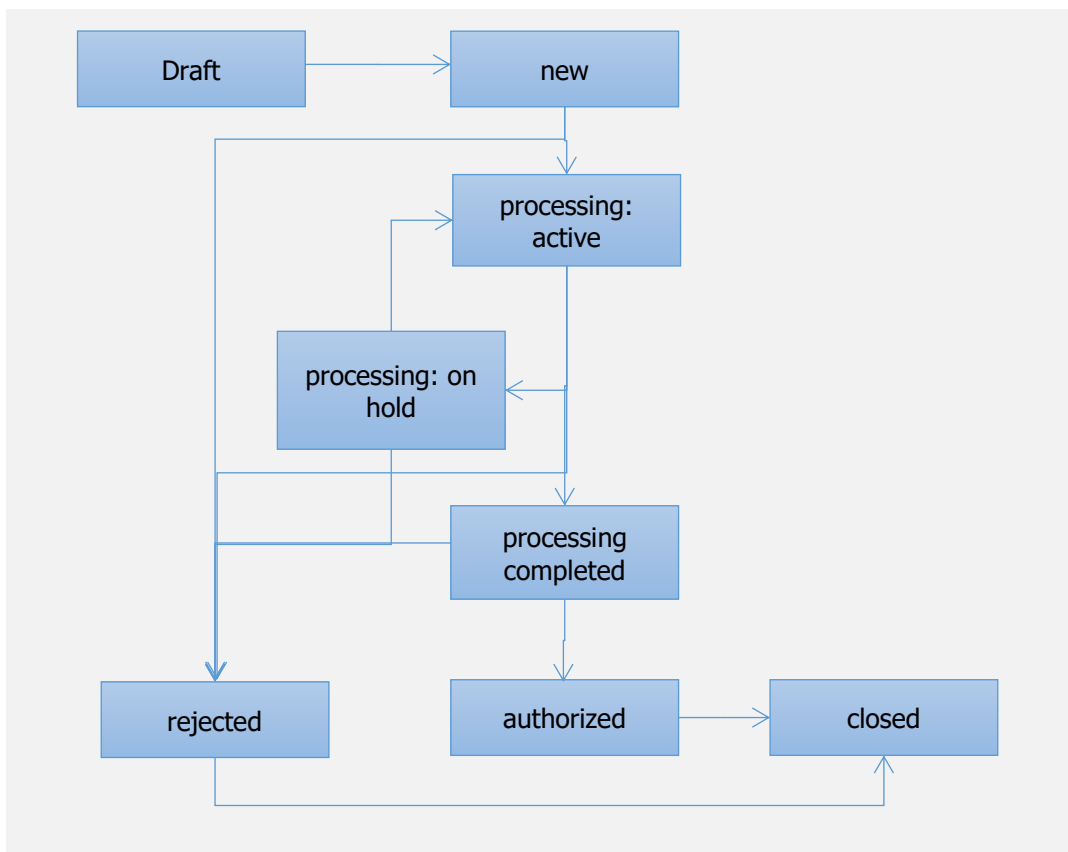 Draft
new
processing:
active
processing: on
hold
processing
completed
rejected
authorized
closed